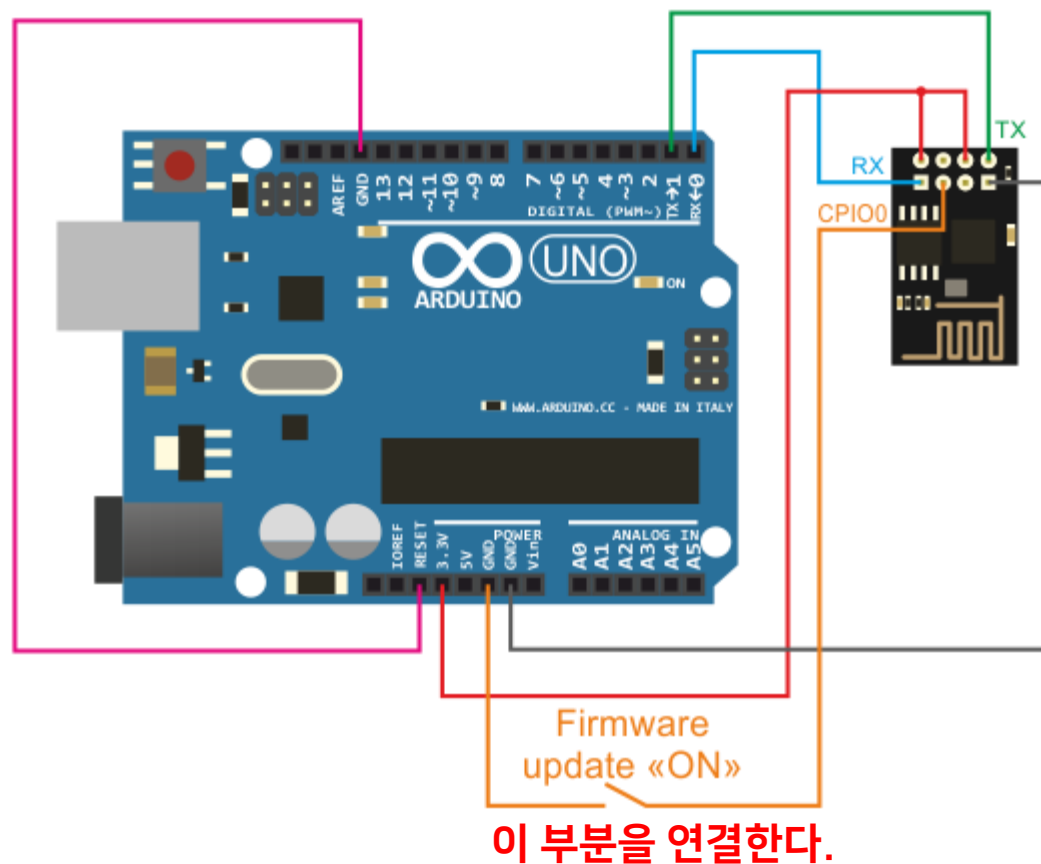 TX
RX
CPIO0
AREF
GND
13
12
~11
~10
~9
8
7
~6
~5
4
~3
2
TX→1
RX←0
DIGITAL (PWM~)
UNO
ARDUINO
ON
WWW.ARDUINO.CC - MADE IN ITALY
POWER
ANALOG IN
IOREF
RESET
3.3V
5V
GND
GND
Vin
A0
A1
A2
A3
A4
A5
Firmware
update «ON»
이 부분을 연결한다.